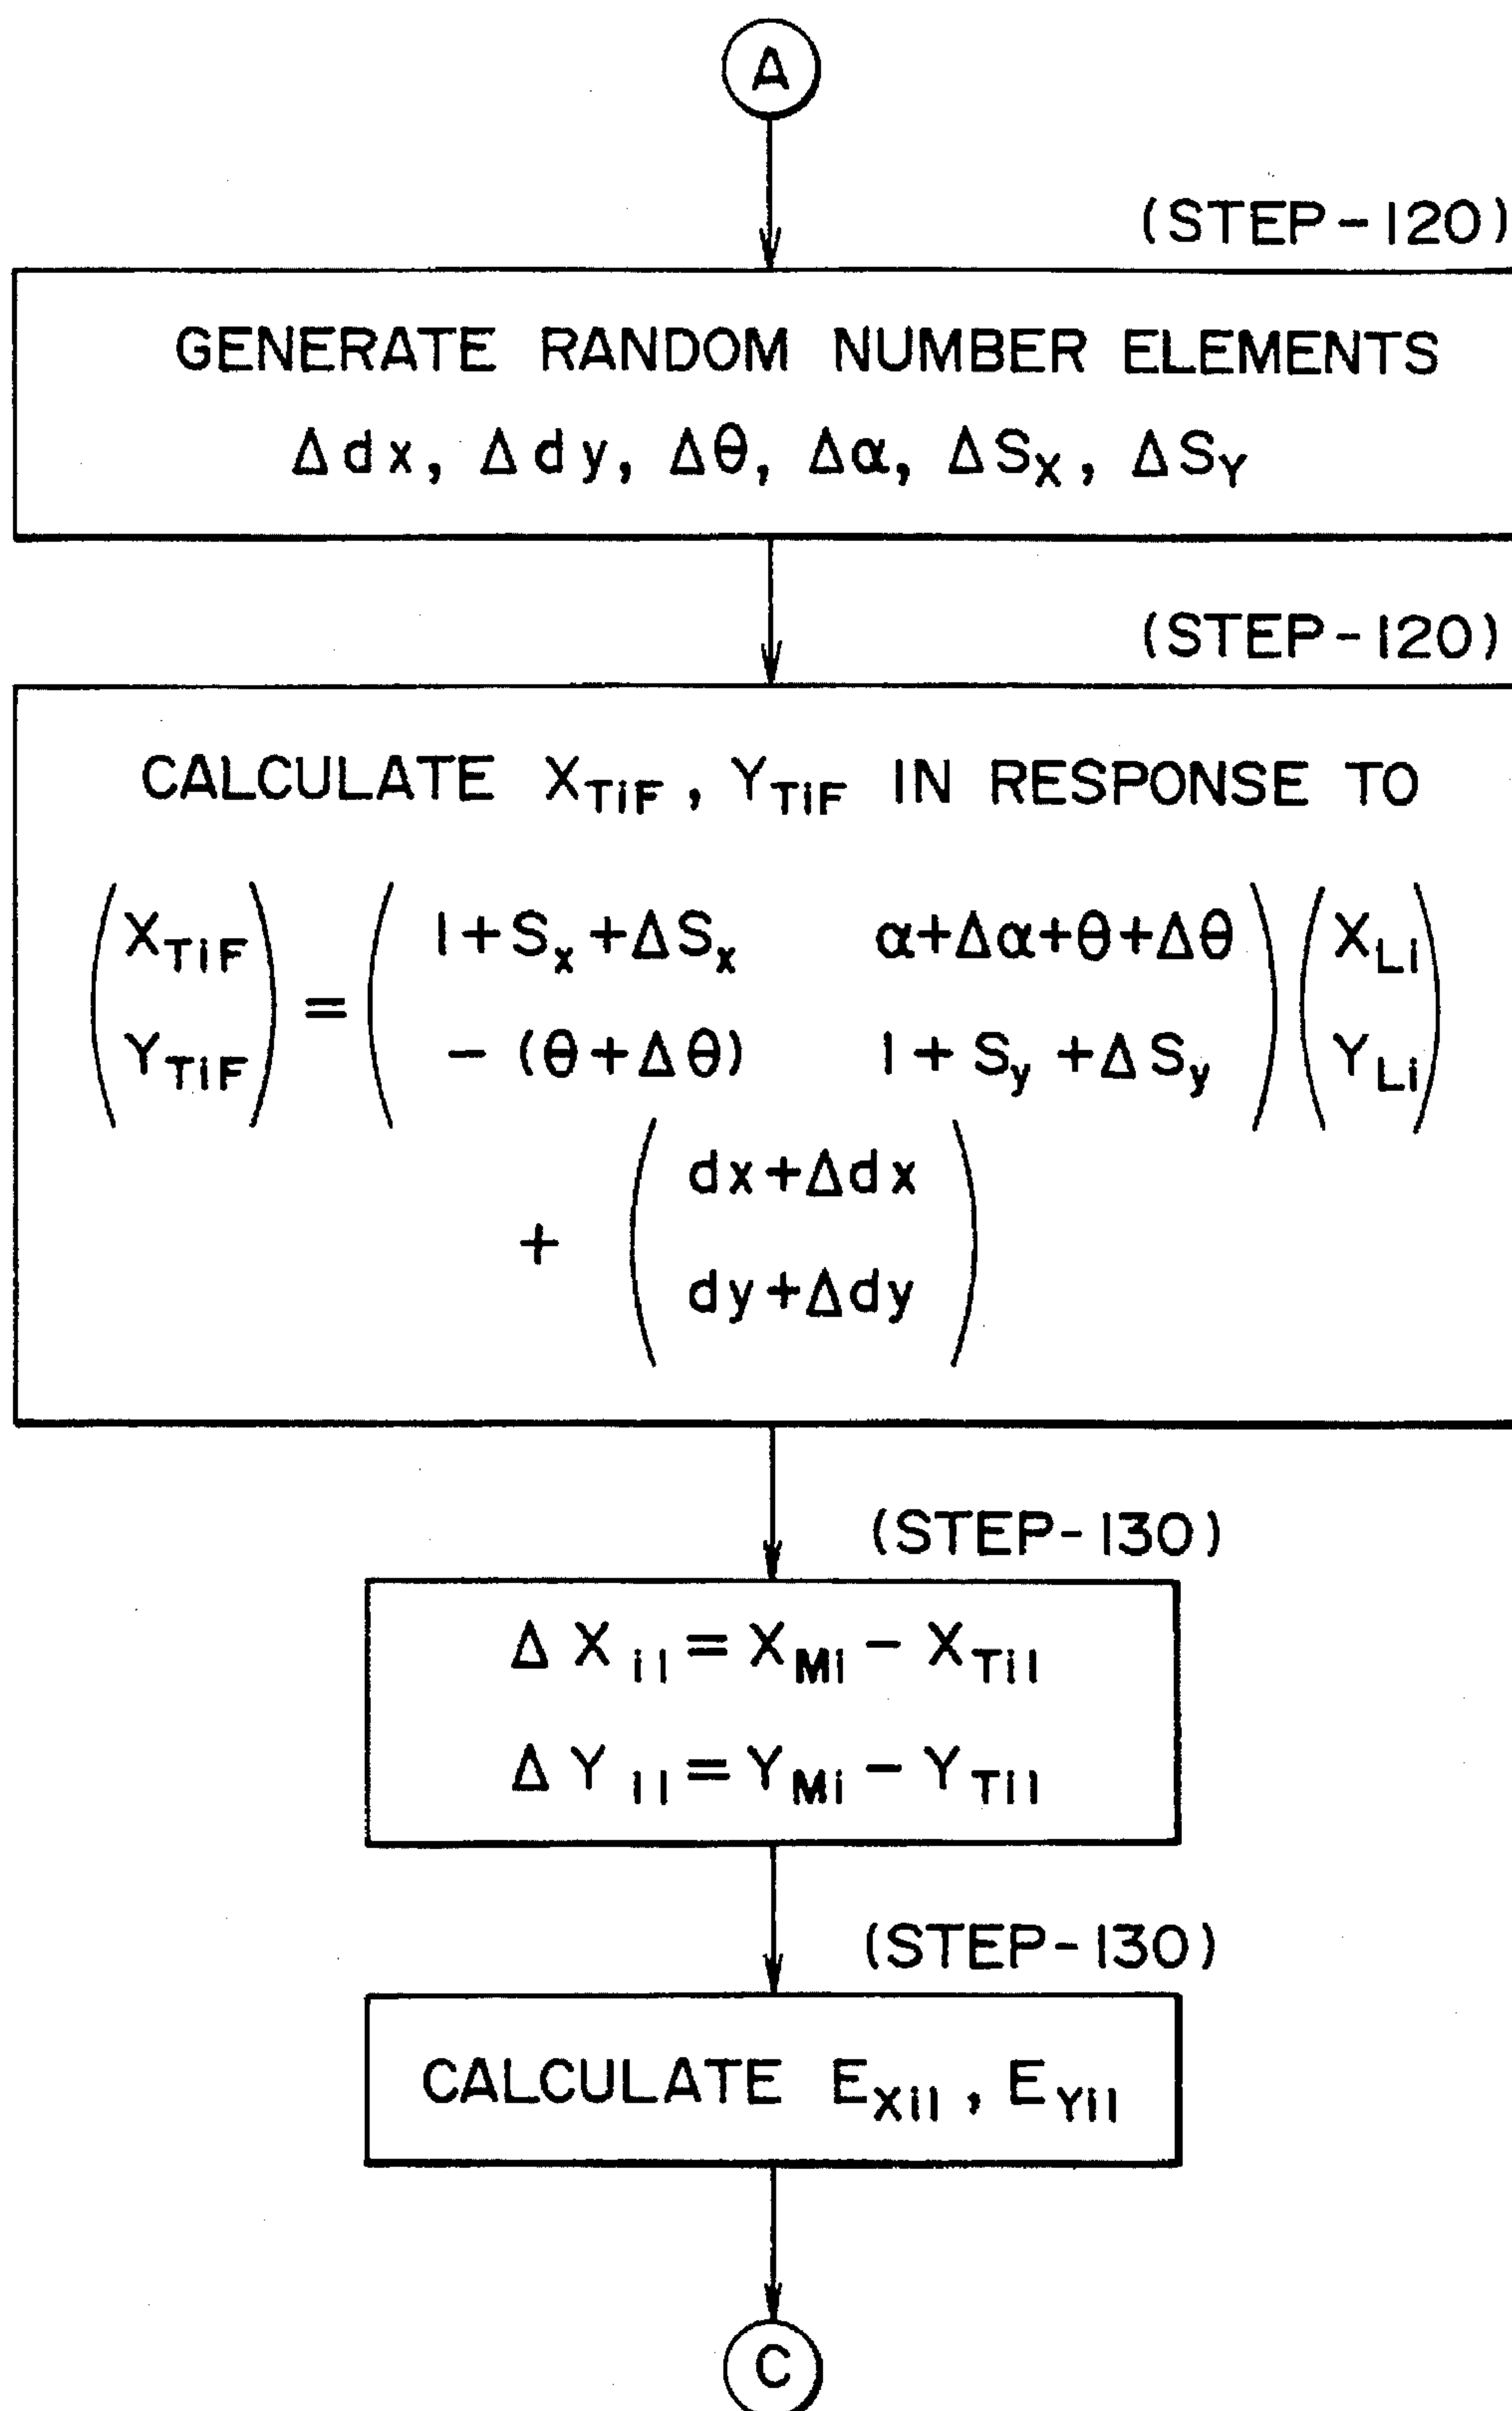 A
(STEP-120)
GENERATE RANDOM NUMBER ELEMENTS
Δdx, Δdy, Δθ, Δα, ΔS_X, ΔS_Y
(STEP-120)
CALCULATE X_TiF, Y_TiF IN RESPONSE TO
(X_TiF) = (1+S_x+ΔS_x α+Δα+θ+Δθ) (X_Li)
(Y_TiF) (-(θ+Δθ) 1+S_y+ΔS_y) (Y_Li)
+ (dx+Δdx)
(dy+Δdy)
(STEP-130)
ΔX_i1 = X_Mi - X_Ti1
ΔY_i1 = Y_Mi - Y_Ti1
(STEP-130)
CALCULATE E_Xi1, E_Yi1
C